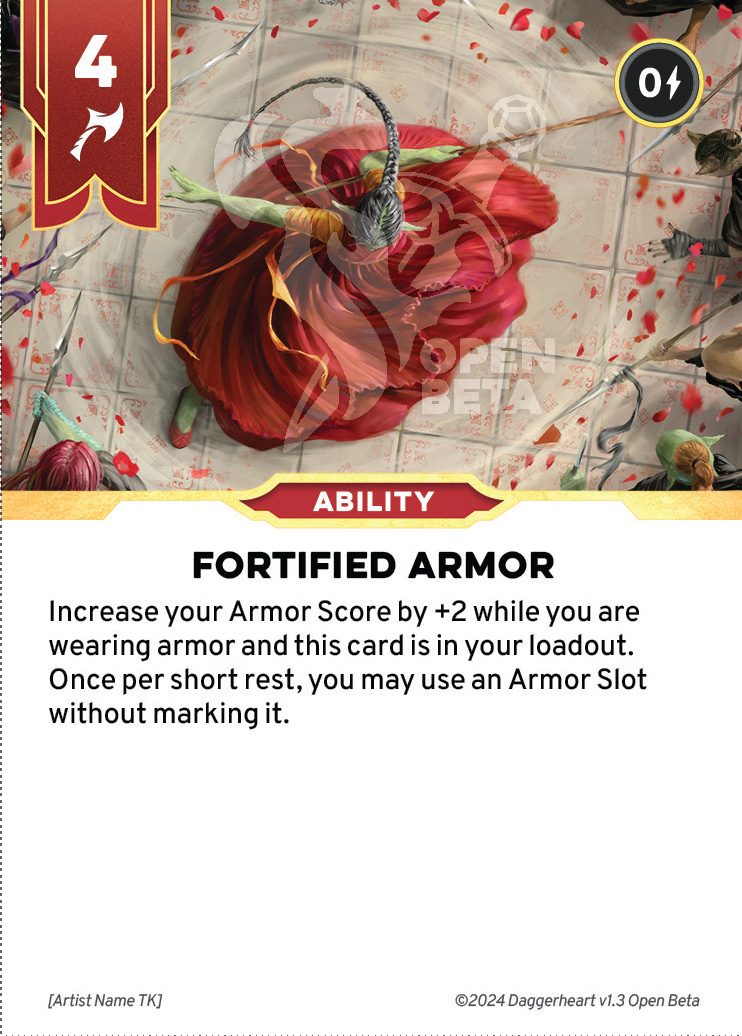 4
0
OPEN
BETA
ABILITY
FORTIFIED ARMOR
Increase your Armor Score by +2 while you are
wearing armor and this card is in your loadout.
Once per short rest, you may use an Armor Slot
without marking it.
[Artist Name TK]
©2024 Daggerheart v1.3 Open Beta